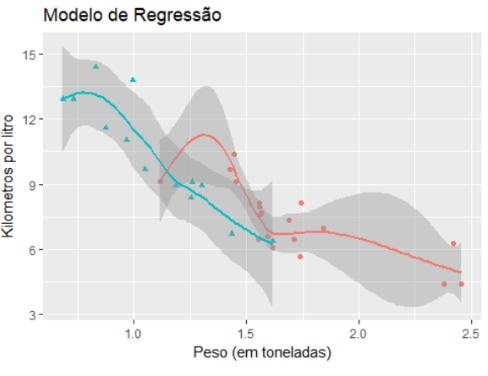 Modelo de Regressão
15
12
9
6
3
Kilometros por litro
1.0 1.5 2.0 2.5
Peso (em toneladas)